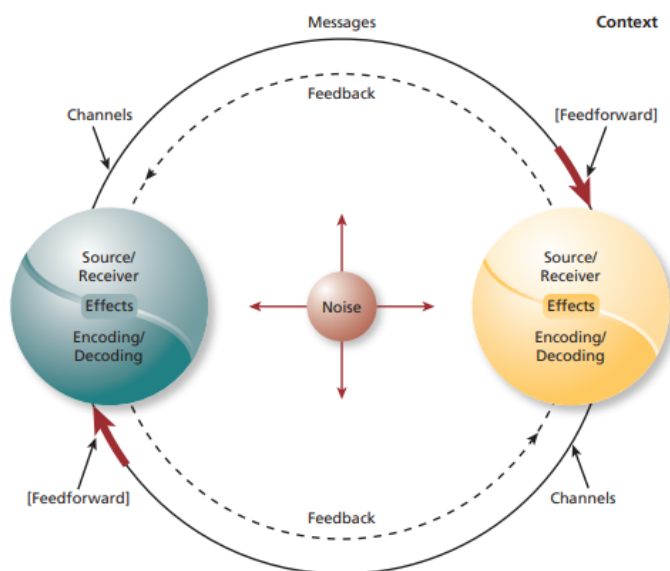 Messages
Context
Feedback
Channels
[Feedforward]
Source/
Receiver
Effects
Encoding/
Decoding
Noise
Source/
Receiver
Effects
Encoding/
Decoding
[Feedforward]
Feedback
Channels